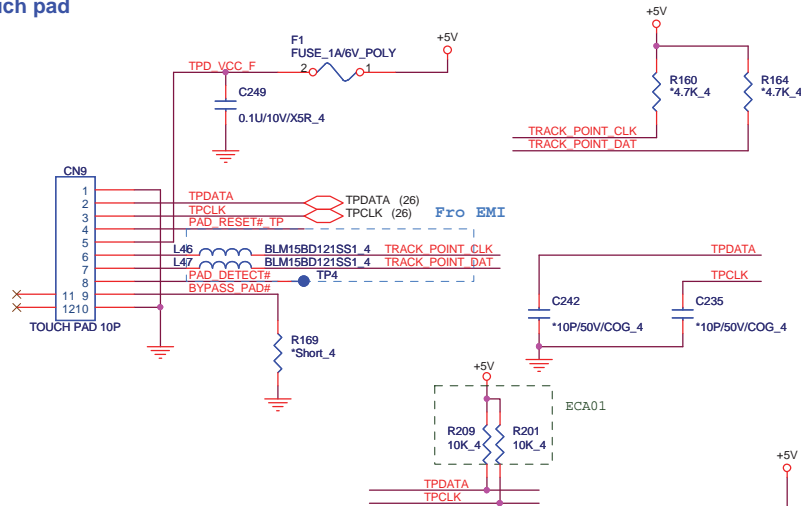 uch pad
+5V
F1
FUSE_1A/6V_POLY
+5V
TPD_VCC_F
2
1
R160
*4.7K_4
R164
*4.7K_4
C249
0.1U/10V/X5R_4
TRACK_POINT_CLK
TRACK_POINT_DAT
CN9
1
2
3
4
5
6
7
8
11 9
1210
TOUCH PAD 10P
TPDATA
TPDATA (26)
TPCLK
TPCLK (26)
PAD_RESET#_TP
Fro EMI
L46
BLM15BD121SS1_4
TRACK_POINT_CLK
L47
BLM15BD121SS1_4
TRACK_POINT_DAT
PAD_DETECT#
TP4
BYPASS_PAD#
TPDATA
TPCLK
C242
*10P/50V/COG_4
C235
*10P/50V/COG_4
R169
*Short_4
+5V
ECA01
R209
10K_4
R201
10K_4
+5V
TPDATA
TPCLK